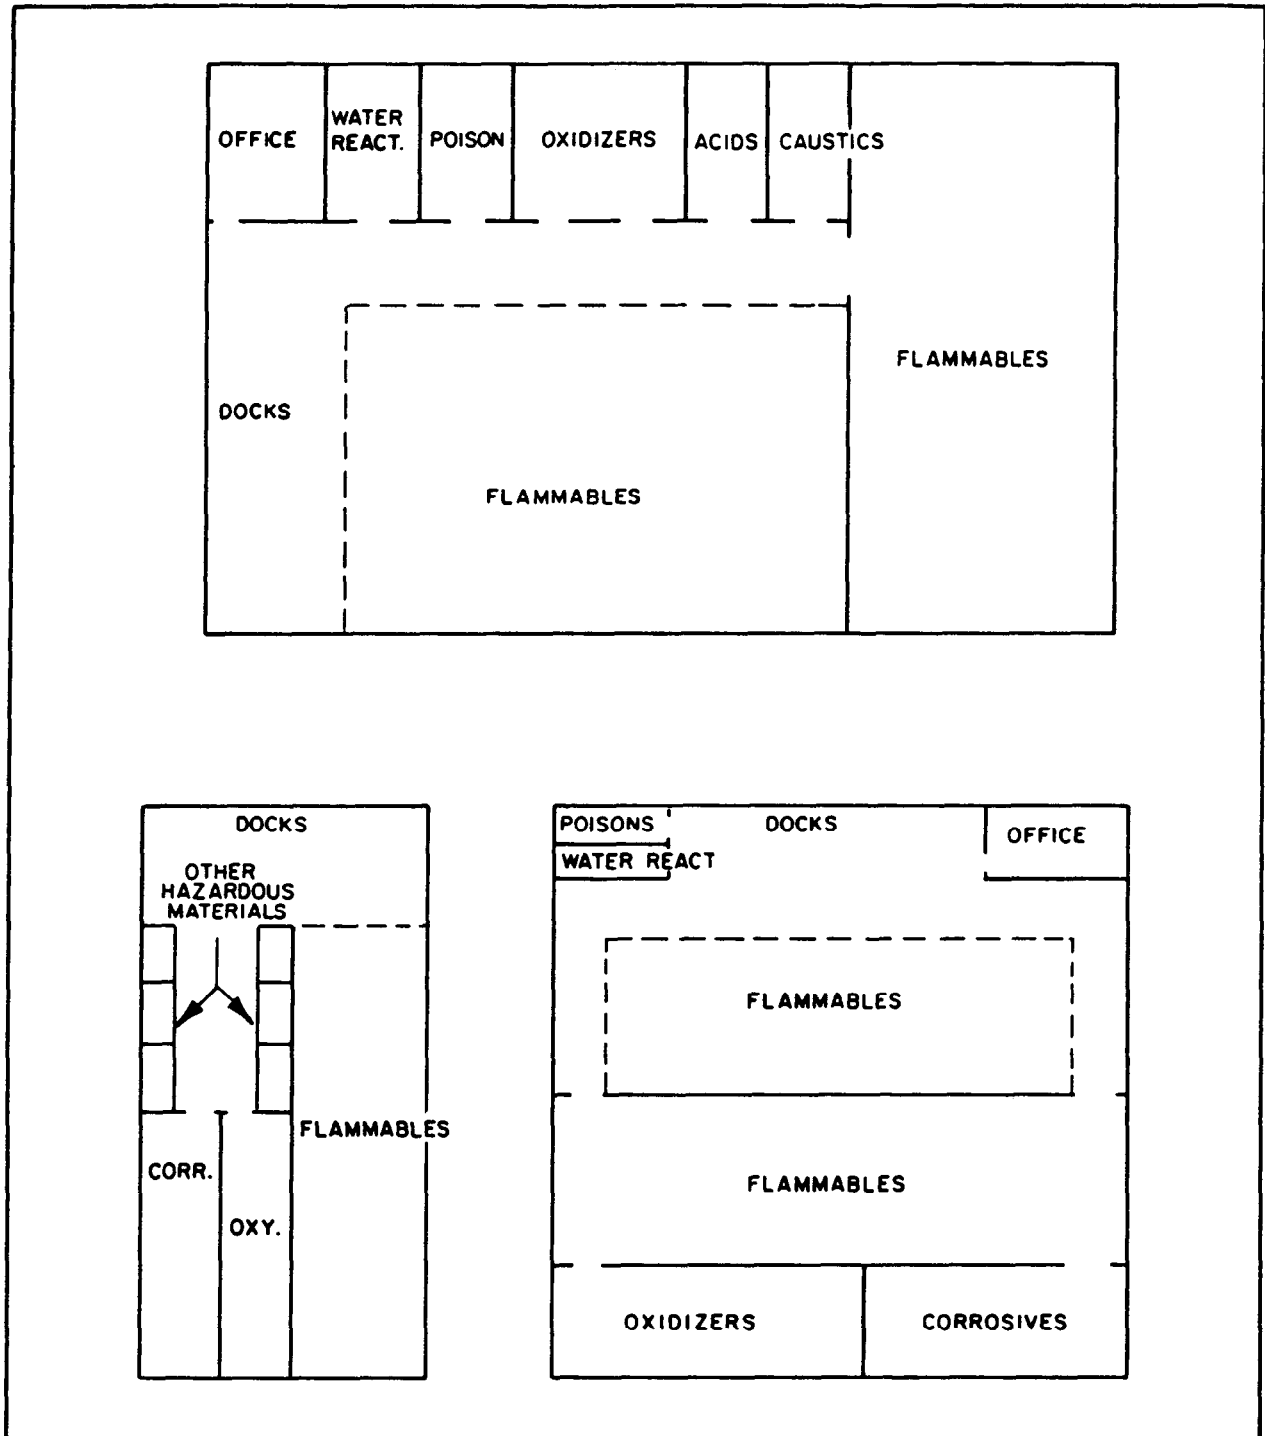 OFFICE
WATER
REACT.
POISON
OXIDIZERS
ACIDS
CAUSTICS
FLAMMABLES
DOCKS
FLAMMABLES
DOCKS
OTHER
HAZARDOUS
MATERIALS
FLAMMABLES
CORR.
OXY.
POISONS
DOCKS
OFFICE
WATER REACT
FLAMMABLES
FLAMMABLES
OXIDIZERS
CORROSIVES